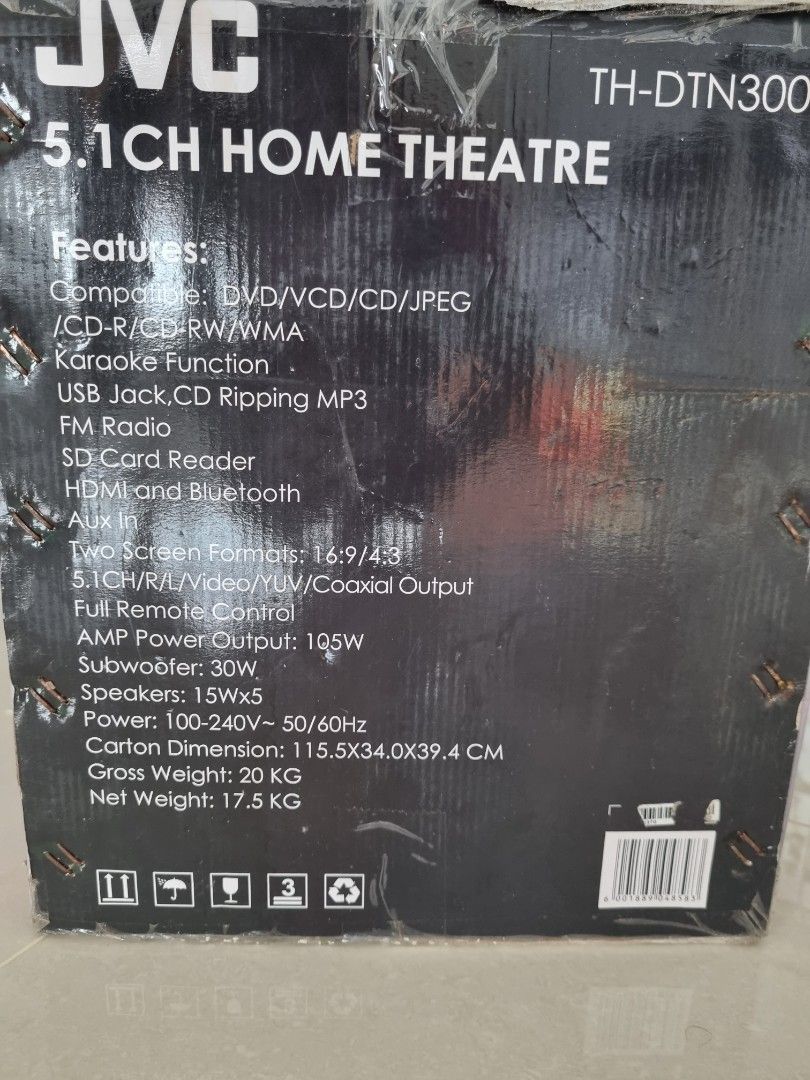 JVC
TH-DTN300
5.1CH HOME THEATRE
Features:
Compatible: DVD/VCD/CD/JPEG
/CD-R/CD-RW/WMA
Karaoke Function
USB Jack,CD Ripping MP3
FM Radio
SD Card Reader
HDMI and Bluetooth
Aux In
Two Screen Formats: 16:9/4:3
5.1CH/R/L/Video/YUV/Coaxial Output
Full Remote Control
AMP Power Output: 105W
Subwoofer: 30W
Speakers: 15Wx5
Power: 100-240V~ 50/60Hz
Carton Dimension: 115.5X34.0X39.4 CM
Gross Weight: 20 KG
Net Weight: 17.5 KG
3
6 001889 048583